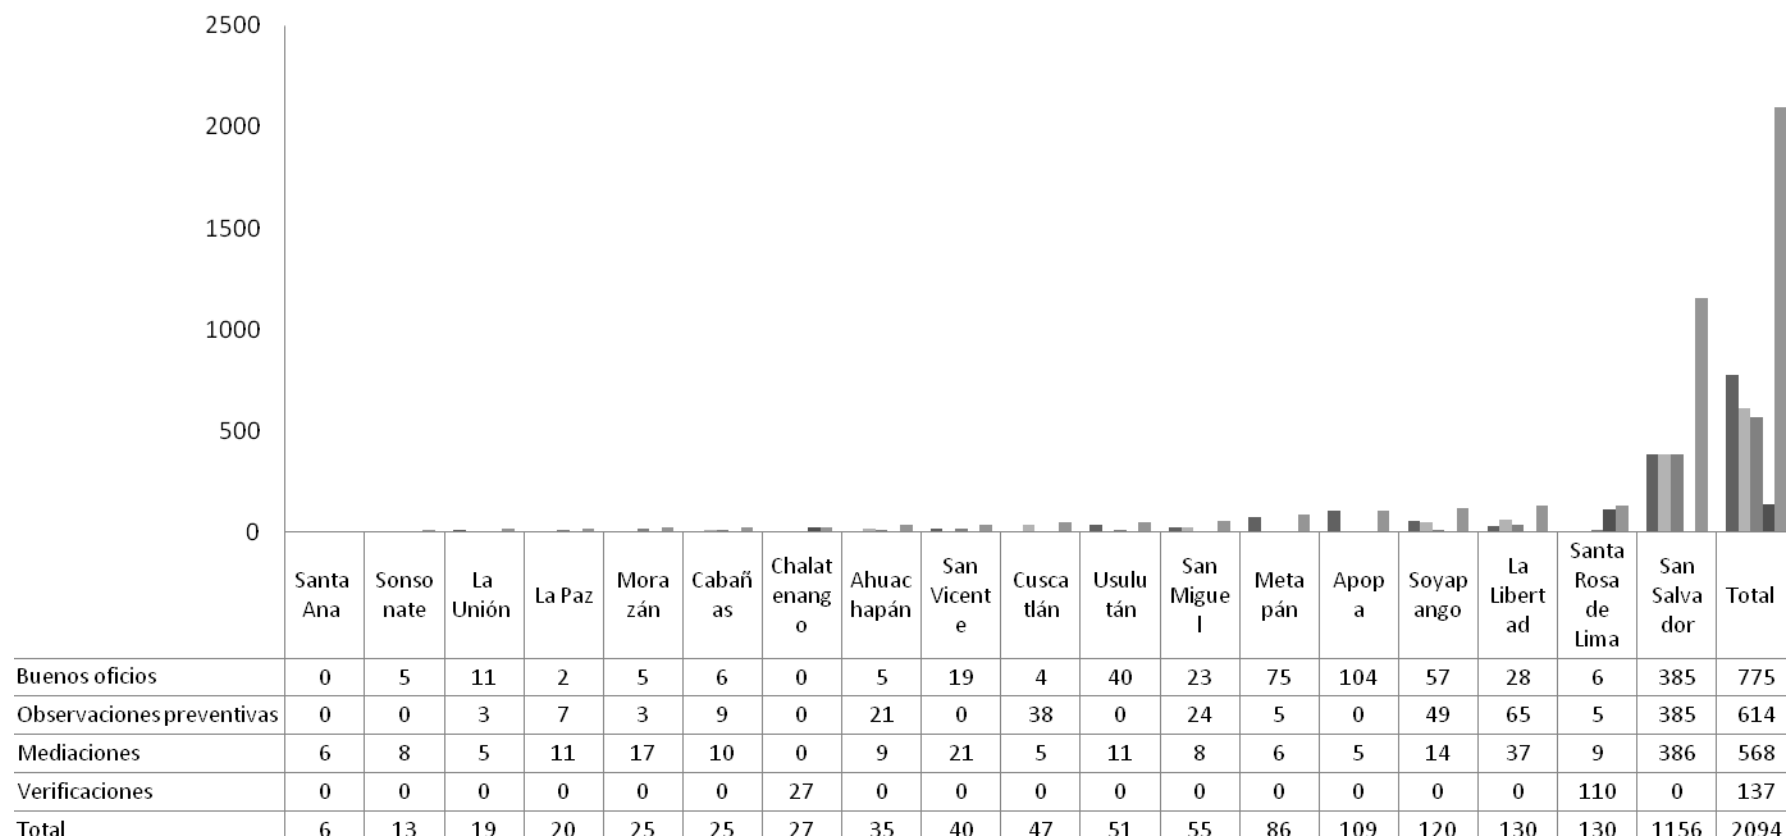 2500
2000
1500
1000
500
0
Santa
Ana
Sonso
nate
La
Unión
La Paz
Mora
zán
Cabañ
as
Chalat
enang
o
Ahuac
hapán
San
Vicent
e
Cusca
tlán
Usulu
tán
San
Migue
l
Meta
pán
Apop
a
Soyap
ango
La
Libert
ad
Santa
Rosa
de
Lima
San
Salva
dor
Total
Buenos oficios 0 5 11 2 5 6 0 5 19 4 40 23 75 104 57 28 6 385 775
Observaciones preventivas 0 0 3 7 3 9 0 21 0 38 0 24 5 0 49 65 5 385 614
Mediaciones 6 8 5 11 17 10 0 9 21 5 11 8 6 5 14 37 9 386 568
Verificaciones 0 0 0 0 0 0 27 0 0 0 0 0 0 0 0 0 110 0 137
Total 6 13 19 20 25 25 27 35 40 47 51 55 86 109 120 130 130 1156 2094